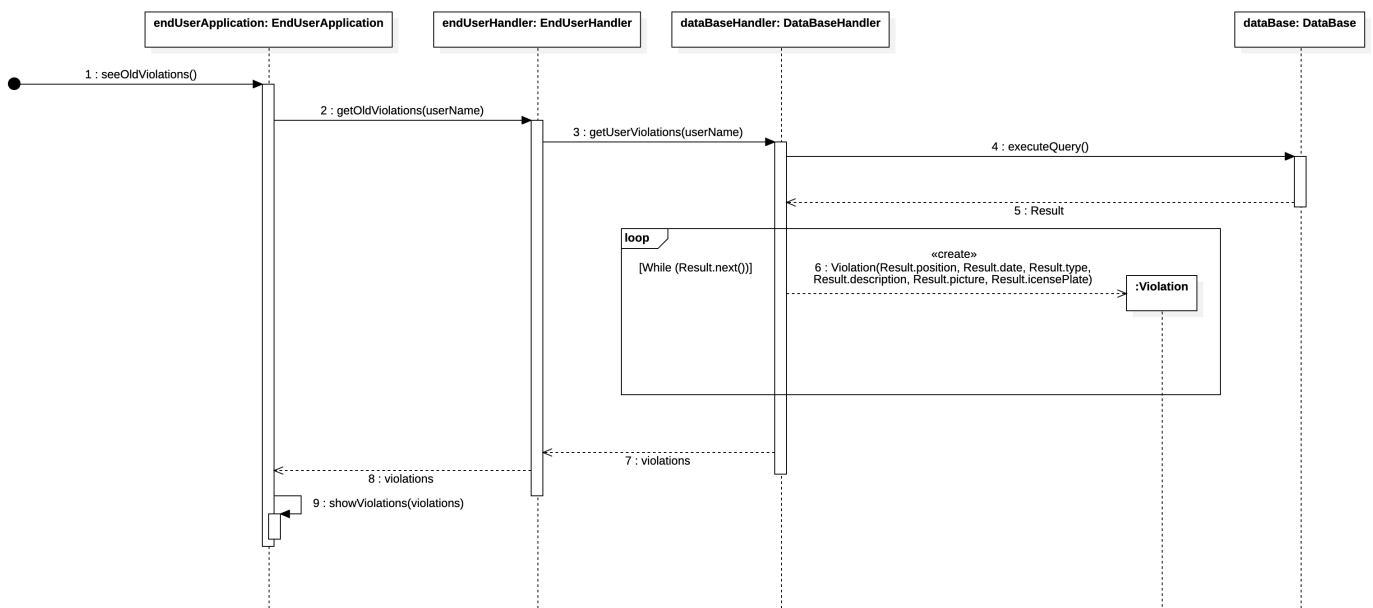 endUserApplication: EndUserApplication
endUserHandler: EndUserHandler
dataBaseHandler: DataBaseHandler
dataBase: DataBase
1 : seeOldViolations()
2 : getOldViolations(userName)
3 : getUserViolations(userName)
4 : executeQuery()
5 : Result
loop
[While (Result.next())]
«create»
6 : Violation(Result.position, Result.date, Result.type,
Result.description, Result.picture, Result.icensePlate)
:Violation
7 : violations
8 : violations
9 : showViolations(violations)